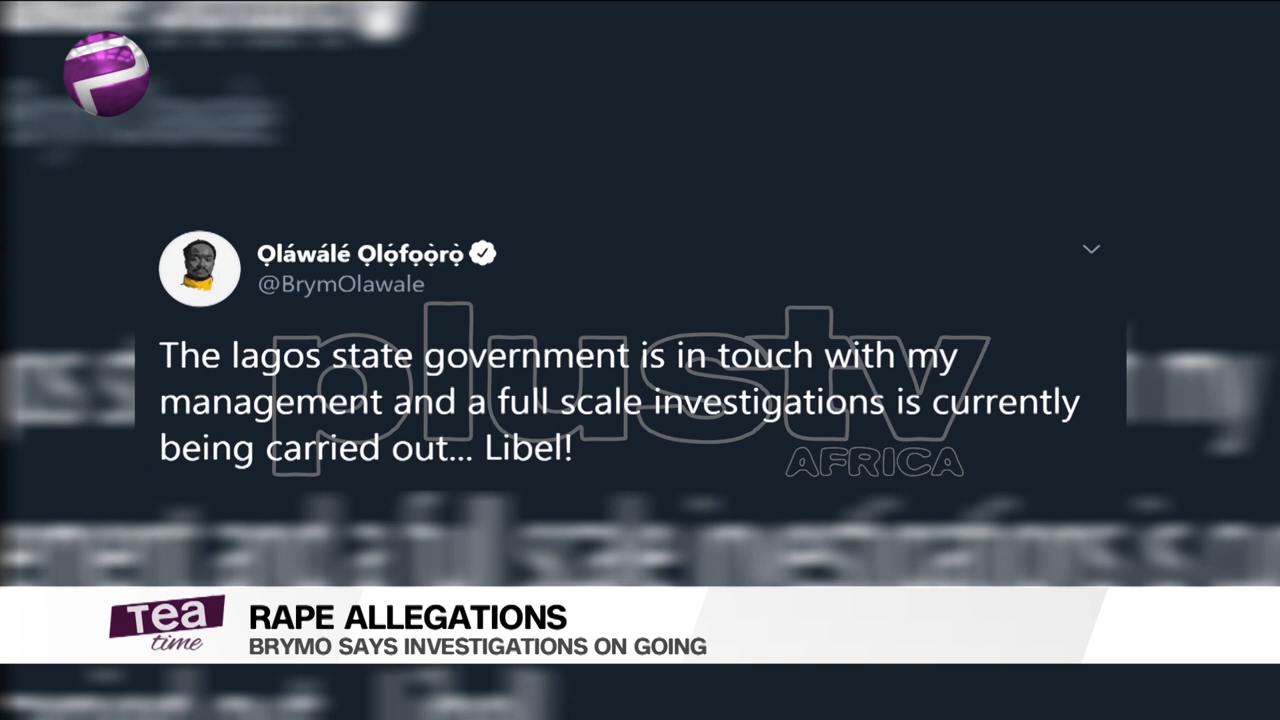 Ọláwálé Ọlọ́fọọ̀rọ̀
@BrymOlawale
The lagos state government is in touch with my
management and a full scale investigations is currently
being carried out... Libel!
plustv
AFRICA
Tea
time
RAPE ALLEGATIONS
BRYMO SAYS INVESTIGATIONS ON GOING